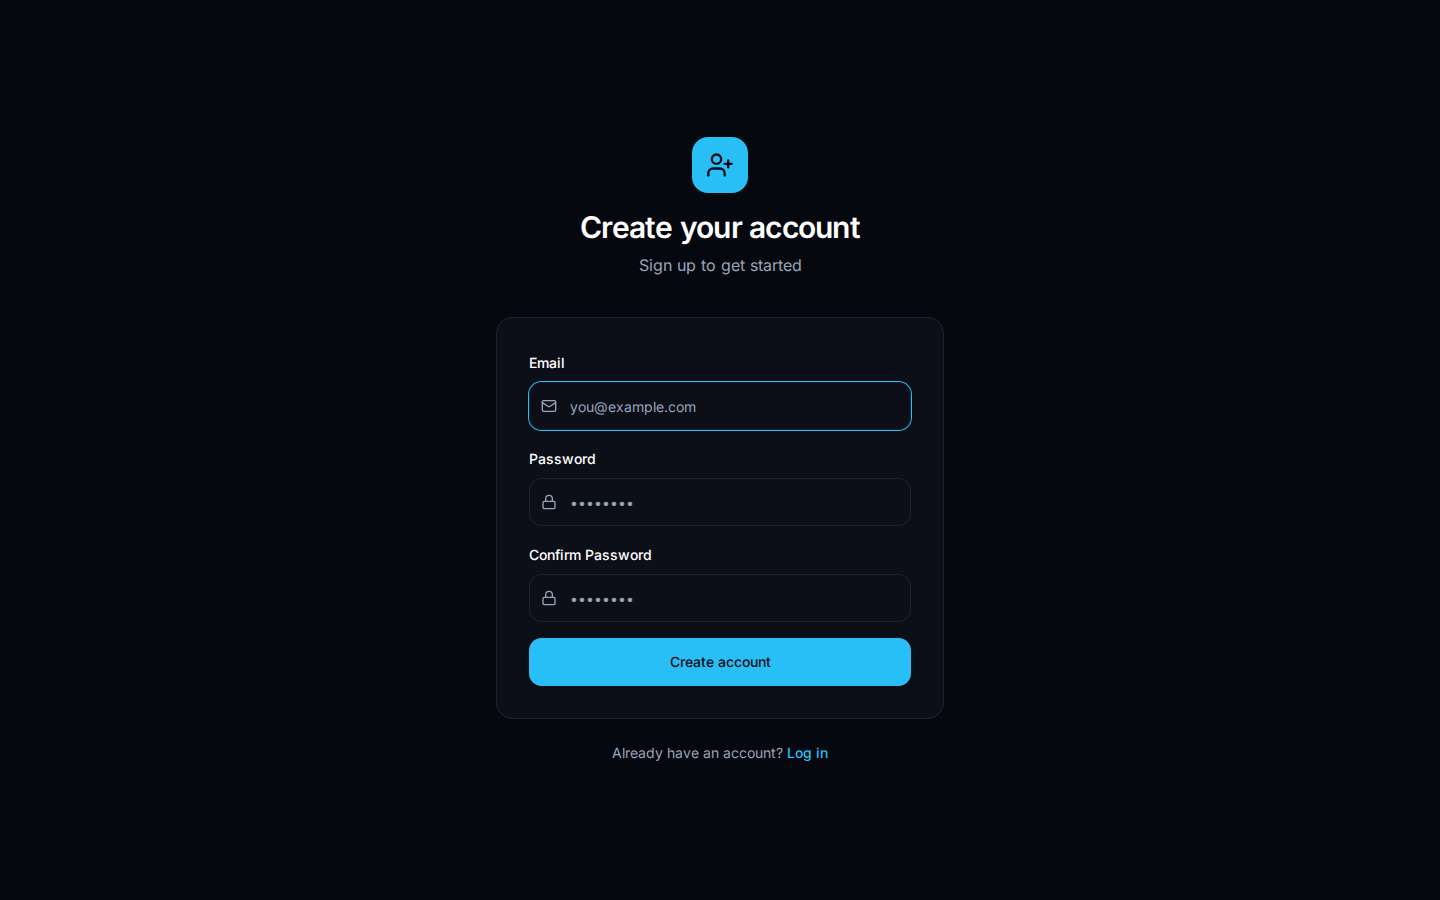 Create your account
Sign up to get started
Email
you@example.com
Password
••••••••
Confirm Password
••••••••
Create account
Already have an account? Log in